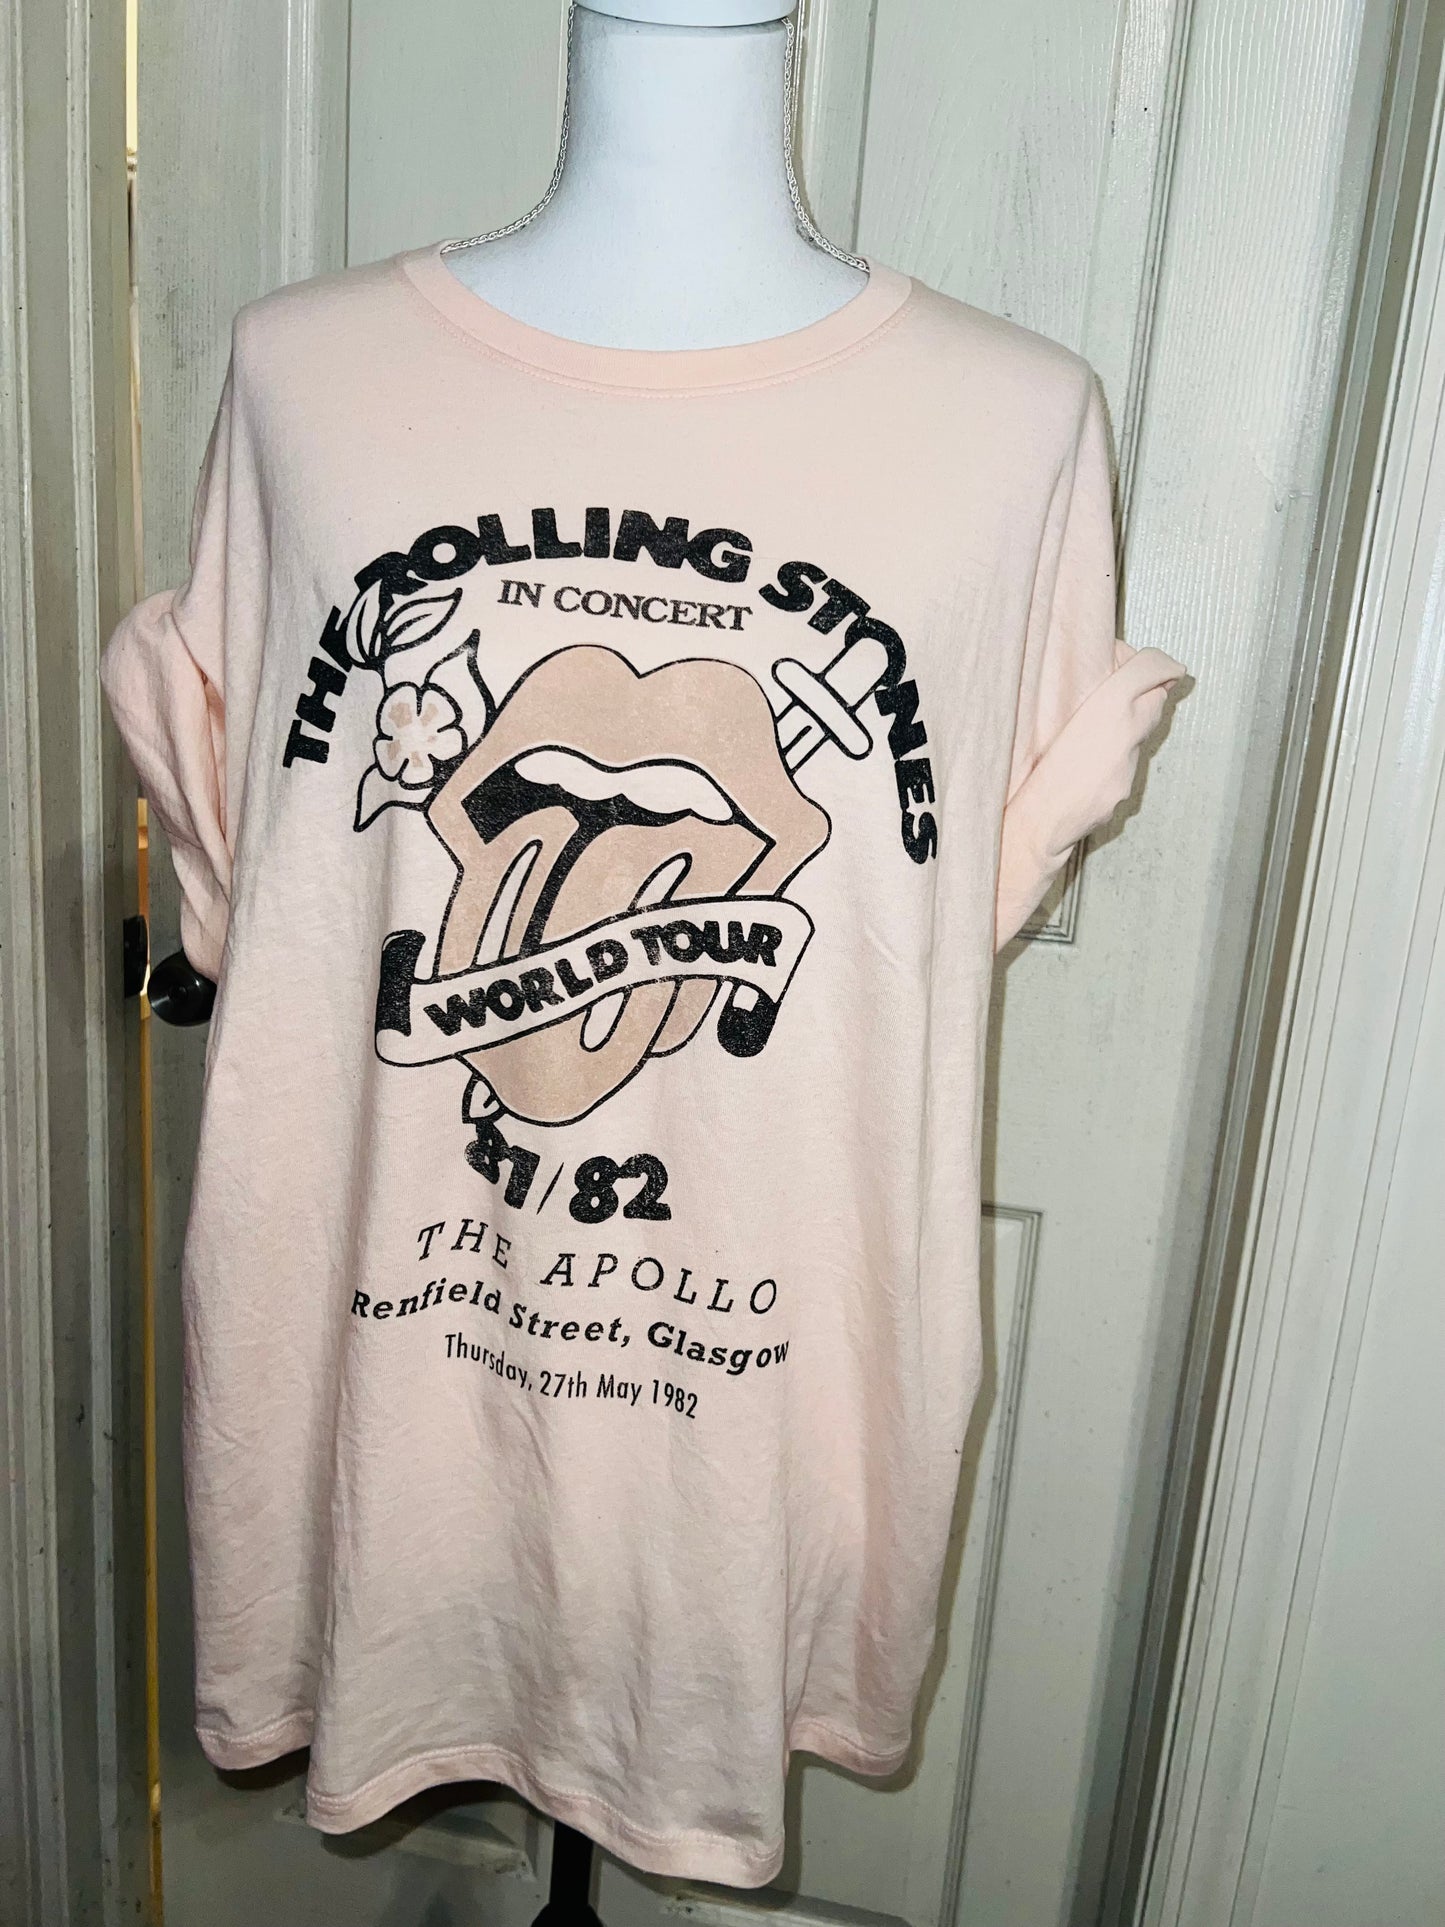 THE ROLLING STONES
IN CONCERT
WORLD TOUR
81/82
THE APOLLO
Renfield Street, Glasgow
Thursday, 27th May 1982